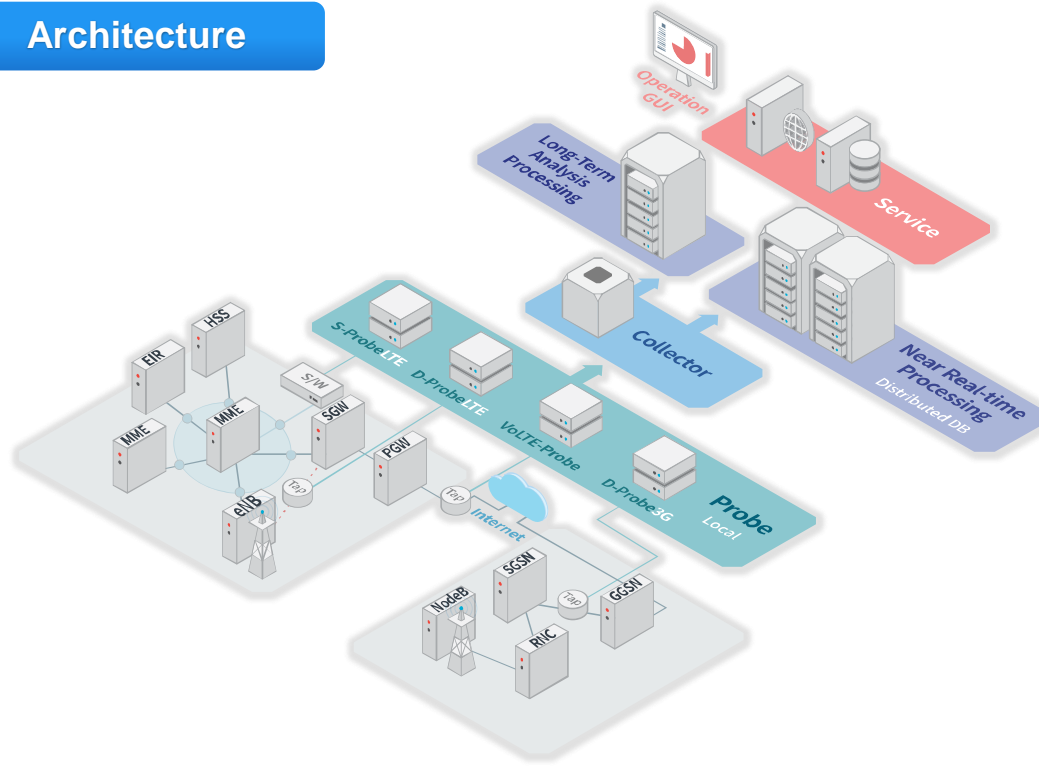 Architecture
Operation
GUI
Service
Long-Term
Analysis
Processing
Near Real-time
Processing
Distributed DB
Collector
S-ProbeLTE
D-ProbeLTE
VoLTE-Probe
D-Probe3G
Probe
Local
HSS
EIR
S/W
MME
MME
SGW
PGW
eNB
Tap
Tap
Internet
SGSN
NodeB
Tap
GGSN
RNC